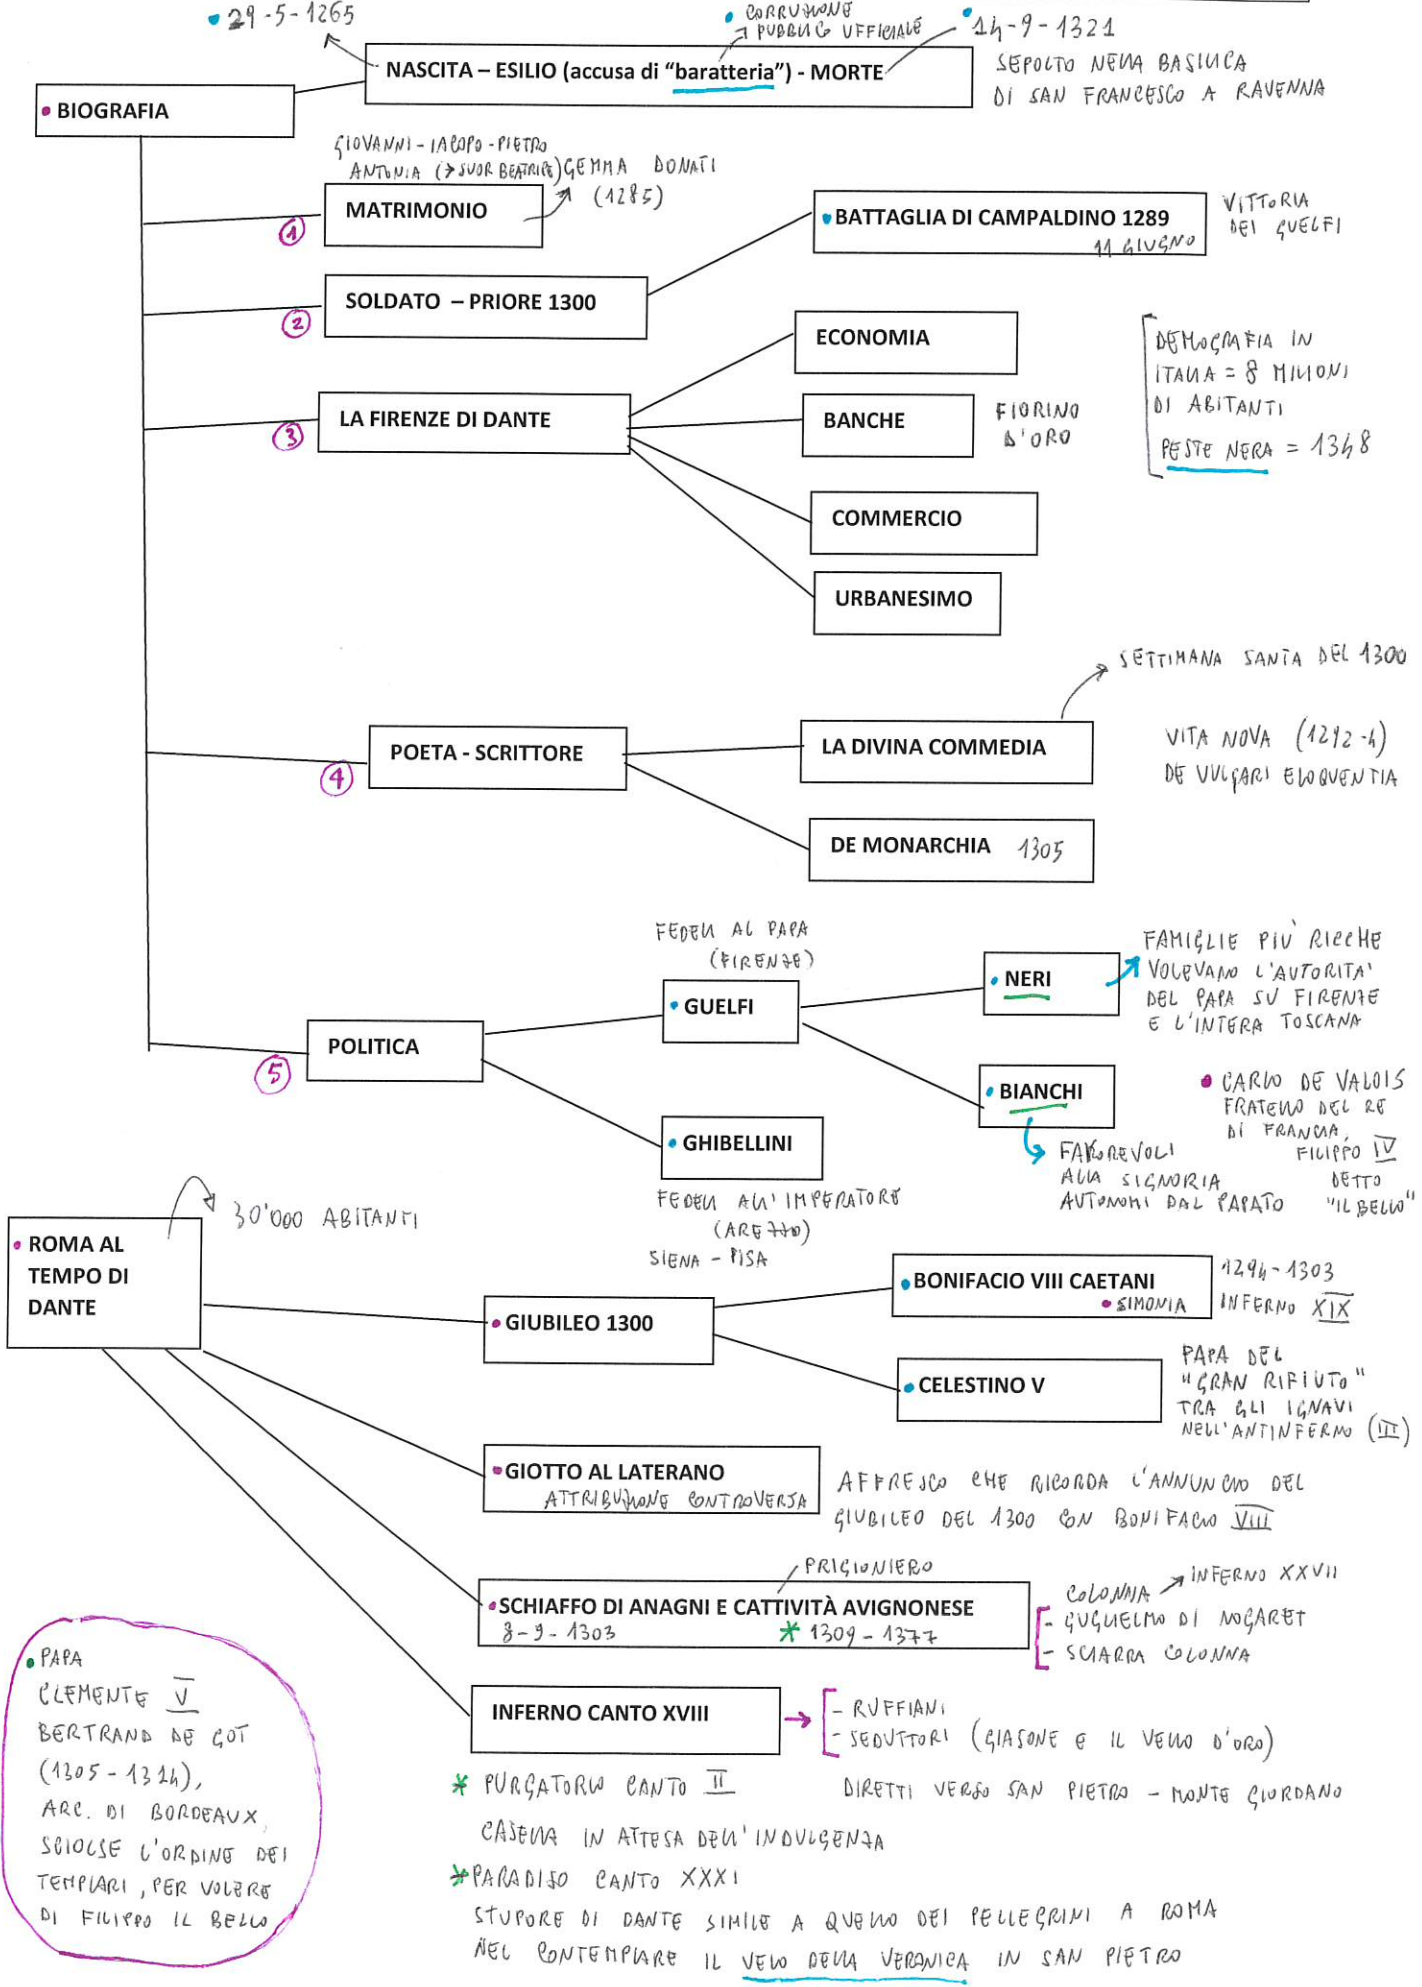 29-5-1265
CORRUZIONE
PUBBLICO UFFICIALE
14-9-1321
NASCITA – ESILIO (accusa di “baratteria”) - MORTE
SEPOLTO NELLA BASILICA
DI SAN FRANCESCO A RAVENNA
BIOGRAFIA
GIOVANNI - IACOPO - PIETRO
ANTONIA (> SUOR BEATRICE)
GEMMA DONATI
(1285)
1
MATRIMONIO
BATTAGLIA DI CAMPALDINO 1289
11 GIUGNO
VITTORIA
DEI GUELFI
2
SOLDATO – PRIORE 1300
3
LA FIRENZE DI DANTE
ECONOMIA
BANCHE
FIORINO
D'ORO
COMMERCIO
URBANESIMO
DEMOGRAFIA IN
ITALIA = 8 MILIONI
DI ABITANTI
PESTE NERA = 1348
SETTIMANA SANTA DEL 1300
4
POETA - SCRITTORE
LA DIVINA COMMEDIA
VITA NOVA (1292-4)
DE VULGARI ELOQUENTIA
DE MONARCHIA 1305
5
POLITICA
FEDELI AL PAPA
(FIRENZE)
GUELFI
NERI
FAMIGLIE PIÙ RICCHE
VOLEVANO L'AUTORITA'
DEL PAPA SU FIRENZE
E L'INTERA TOSCANA
BIANCHI
FAVOREVOLI
ALLA SIGNORIA
AUTONOMI DAL PAPATO
CARLO DE VALOIS
FRATELLO DEL RE
DI FRANCIA,
FILIPPO IV
DETTO
"IL BELLO"
GHIBELLINI
FEDELI ALL'IMPERATORE
(AREZZO)
SIENA - PISA
30'000 ABITANTI
ROMA AL
TEMPO DI
DANTE
GIUBILEO 1300
BONIFACIO VIII CAETANI
SIMONIA
1294-1303
INFERNO XIX
CELESTINO V
PAPA DEL
"GRAN RIFIUTO"
TRA GLI IGNAVI
NELL'ANTINFERNO (III)
GIOTTO AL LATERANO
ATTRIBUZIONE CONTROVERSA
AFFRESCO CHE RICORDA L'ANNUNCIO DEL
GIUBILEO DEL 1300 CON BONIFACIO VIII
PRIGIONIERO
SCHIAFFO DI ANAGNI E CATTIVITÀ AVIGNONESE
8-9-1303
* 1309-1377
COLONNA
INFERNO XXVII
- GUGLIELMO DI NOGARET
- SCIARRA COLONNA
INFERNO CANTO XVIII
- RUFFIANI
- SEDUTTORI (GIASONE E IL VELLO D'ORO)
DIRETTI VERSO SAN PIETRO - MONTE GIORDANO
* PURGATORIO CANTO II
CASELLA IN ATTESA DELL'INDULGENZA
* PARADISO CANTO XXXI
STUPORE DI DANTE SIMILE A QUELLO DEI PELLEGRINI A ROMA
NEL CONTEMPLARE IL VELO DELLA VERONICA IN SAN PIETRO
PAPA
CLEMENTE V
BERTRAND DE GOT
(1305-1314),
ARC. DI BORDEAUX,
SCIOLSE L'ORDINE DEI
TEMPLARI, PER VOLERE
DI FILIPPO IL BELLO